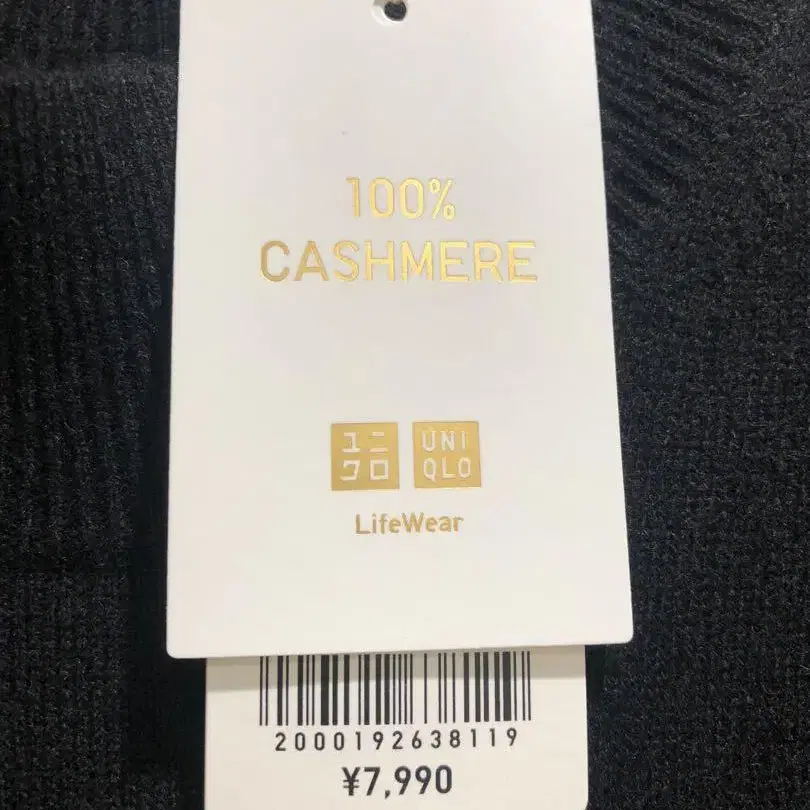 100%
CASHMERE
ユニ
クロ
UNI
QLO
LifeWear
2000192638119
¥7,990